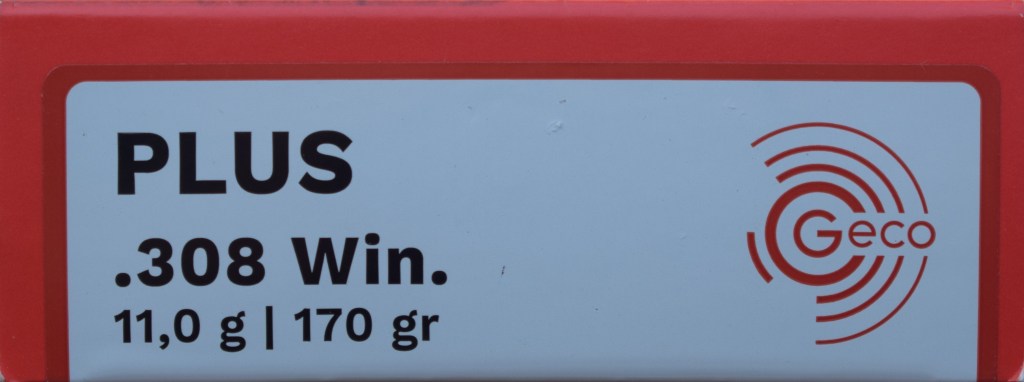 PLUS
.308 Win.
11,0 g | 170 gr
Geco